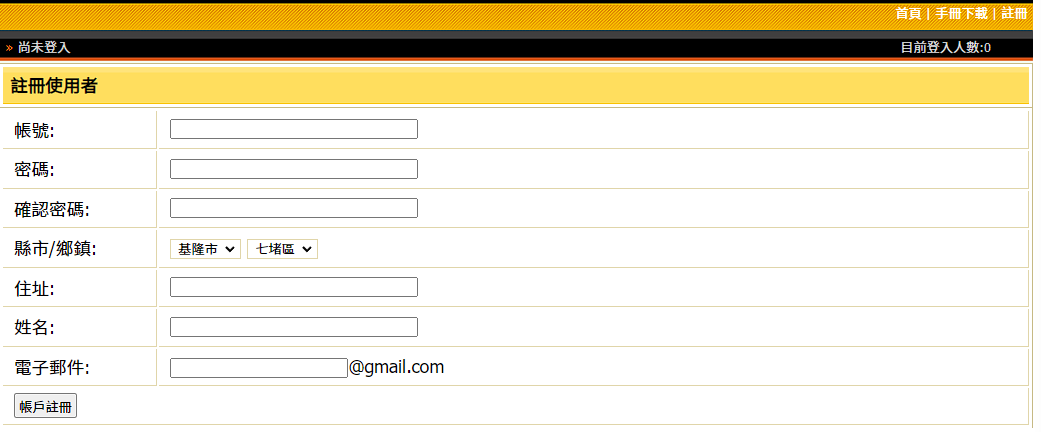 首頁 | 手冊下載 | 註冊
» 尚未登入 目前登入人數:0
註冊使用者
帳號:
密碼:
確認密碼:
縣市/鄉鎮: 基隆市 七堵區
住址:
姓名:
電子郵件: @gmail.com
帳戶註冊